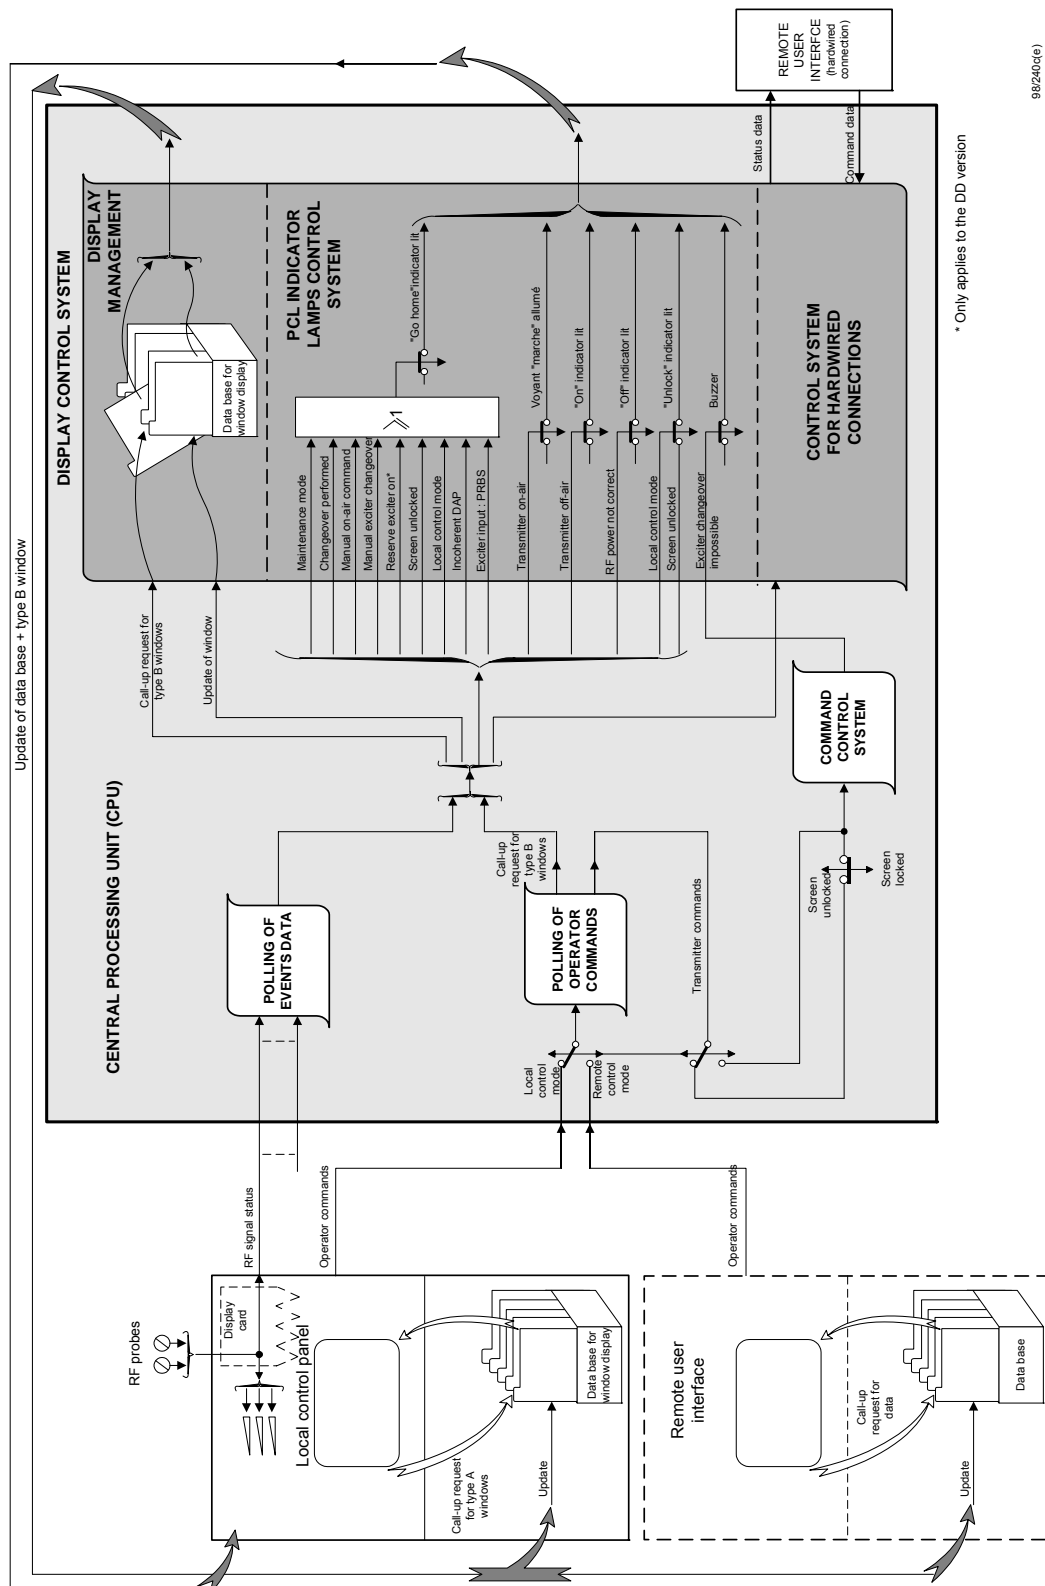 Update of data base + type B window
CENTRAL PROCESSING UNIT (CPU)
DISPLAY CONTROL SYSTEM
DISPLAY
MANAGEMENT
Data base for
window display
PCL INDICATOR
LAMPS CONTROL
SYSTEM
"Go home"indicator lit
≥1
Maintenance mode
Changeover performed
Manual on-air command
Manual exciter changeover
Reserve exciter on*
Screen unlocked
Local control mode
Incoherent DAP
Exciter input : PRBS
Voyant "marche" allumé
"On" indicator lit
"Off" indicator lit
"Unlock" indicator lit
Buzzer
Transmitter on-air
Transmitter off-air
RF power not correct
Local control mode
Screen unlocked
Exciter changeover
impossible
CONTROL SYSTEM
FOR HARDWIRED
CONNECTIONS
REMOTE
USER
INTERFCE
(hardwired
connection)
Status data
Command data
Call-up request for
type B windows
Update of window
POLLING OF
EVENTS DATA
Call-up
request for
type B
windows
POLLING OF
OPERATOR
COMMANDS
Local
control
mode
Remote
control
mode
Transmitter commands
COMMAND
CONTROL
SYSTEM
Screen
unlocked
Screen
locked
RF signal status
Operator commands
Operator commands
RF probes
Display
card
Local control panel
Call-up request
for type A
windows
Data base for
window display
Update
Remote user
interface
Call-up
request for
data
Data base
Update
* Only applies to the DD version
98/240c(e)